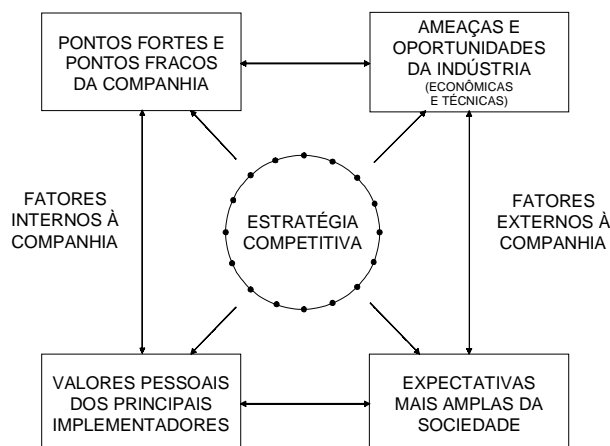 PONTOS FORTES E
PONTOS FRACOS
DA COMPANHIA
AMEAÇAS E
OPORTUNIDADES
DA INDÚSTRIA
(ECONÔMICAS
E TÉCNICAS)
FATORES
INTERNOS À
COMPANHIA
ESTRATÉGIA
COMPETITIVA
FATORES
EXTERNOS À
COMPANHIA
VALORES PESSOAIS
DOS PRINCIPAIS
IMPLEMENTADORES
EXPECTATIVAS
MAIS AMPLAS DA
SOCIEDADE